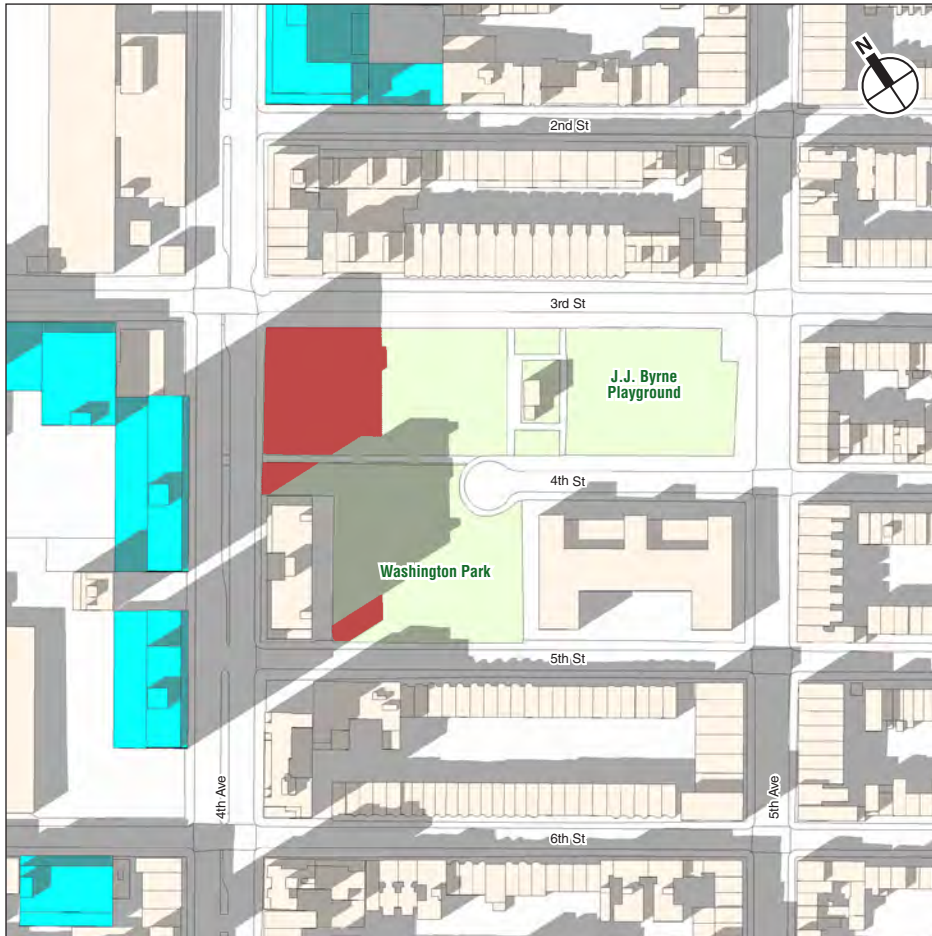 N
2nd St
3rd St
J.J. Byrne
Playground
4th St
Washington Park
5th St
4th Ave
5th Ave
6th St